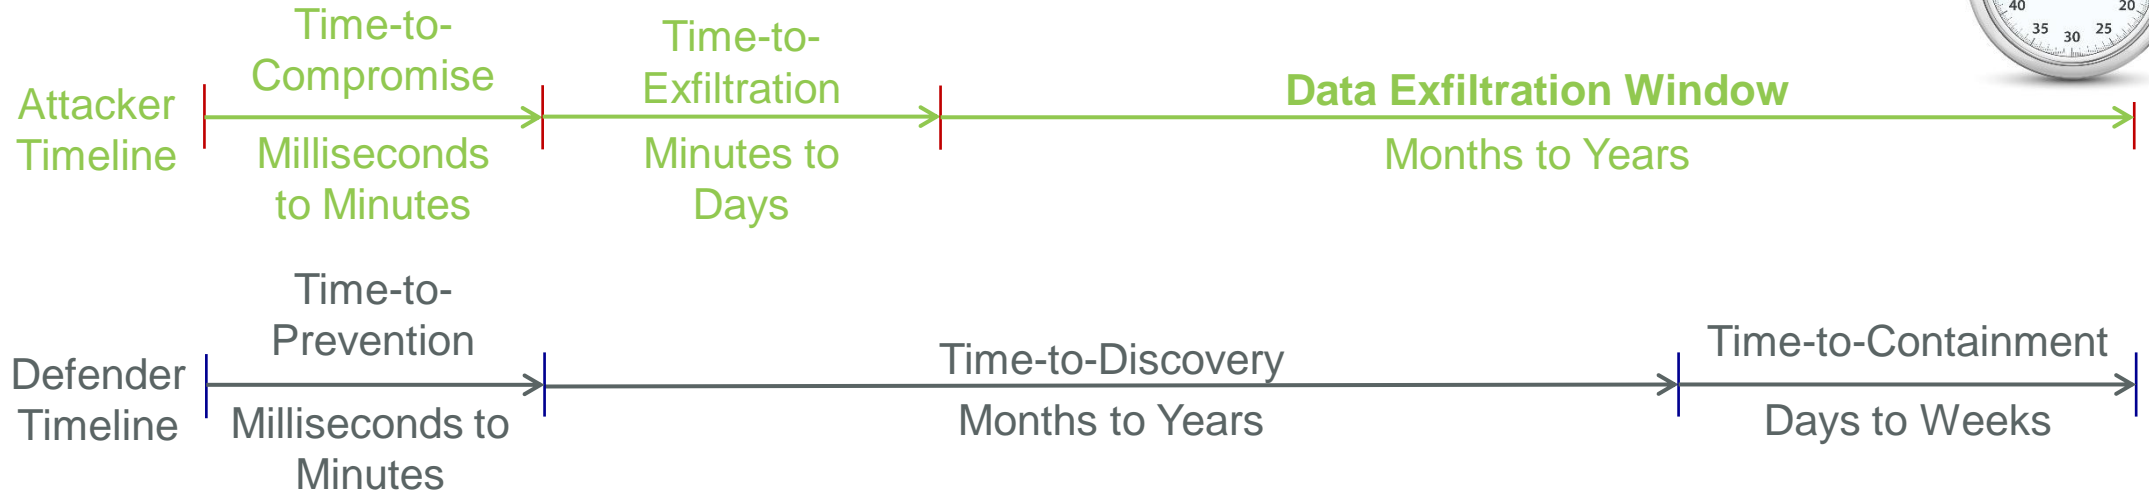 40
20
35
30
25
Time-to-
Compromise
Time-to-
Exfiltration
Data Exfiltration Window
Attacker
Timeline
Milliseconds
to Minutes
Minutes to
Days
Months to Years
Time-to-
Prevention
Time-to-Discovery
Time-to-Containment
Defender
Timeline
Milliseconds to
Minutes
Months to Years
Days to Weeks